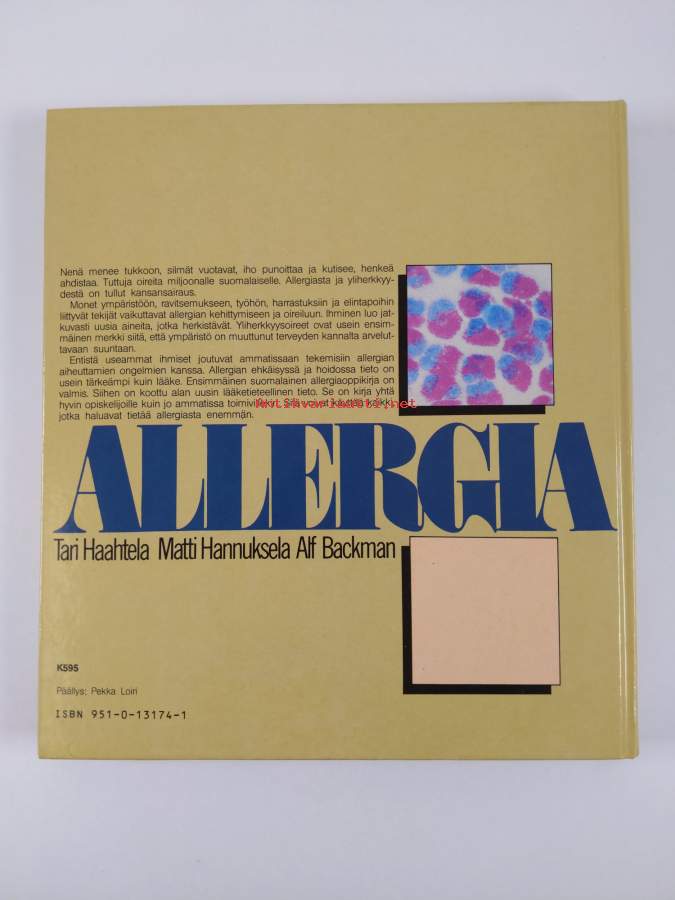 Nenä menee tukkoon, silmät vuotavat, iho punoittaa ja kutisee, henkeä
ahdistaa. Tuttuja oireita miljoonalle suomalaiselle. Allergiasta ja yliherkkyy-
destä on tullut kansansairaus.
Monet ympäristöön, ravitsemukseen, työhön, harrastuksiin ja elintapoihin
liittyvät tekijät vaikuttavat allergian kehittymiseen ja oireiluun. Ihminen luo jat-
kuvasti uusia aineita, jotka herkistävät. Yliherkkyysoireet ovat usein ensim-
mäinen merkki siitä, että ympäristö on muuttunut terveyden kannalta arvelut-
tavaan suuntaan.
Entistä useammat ihmiset joutuvat ammatissaan tekemisiin allergian
aiheuttamien ongelmien kanssa. Allergian ehkäisyssä ja hoidossa tieto on
usein tärkeämpi kuin lääke. Ensimmäinen suomalainen allergiaoppikirja on
valmis. Siihen on koottu alan uusin lääketieteellinen tieto. Se on kirja yhtä
hyvin opiskelijoille kuin jo ammatissa toimiville. Sitä voivat käyttää kaikki,
jotka haluavat tietää allergiasta enemmän.
Antikvariaatti.net
ALLERGIA
Tari Haahtela Matti Hannuksela Alf Backman
K595
Päällys: Pekka Loiri
ISBN 951-0-13174-1